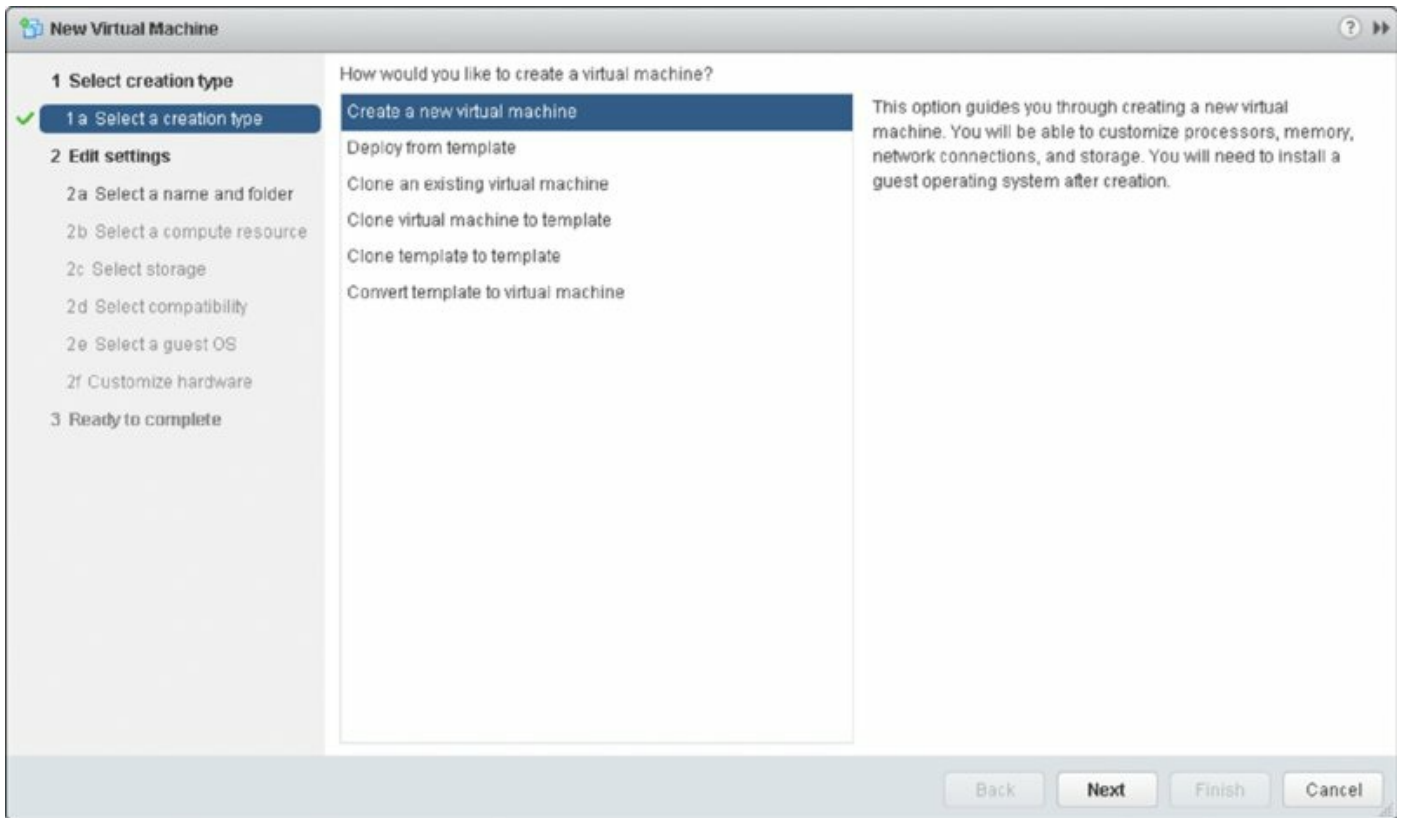 New Virtual Machine
?
1 Select creation type
1a Select a creation type
2 Edit settings
2a Select a name and folder
2b Select a compute resource
2c Select storage
2d Select compatibility
2e Select a guest OS
2f Customize hardware
3 Ready to complete
How would you like to create a virtual machine?
Create a new virtual machine
Deploy from template
Clone an existing virtual machine
Clone virtual machine to template
Clone template to template
Convert template to virtual machine
This option guides you through creating a new virtual
machine. You will be able to customize processors, memory,
network connections, and storage. You will need to install a
guest operating system after creation.
Back Next Finish Cancel